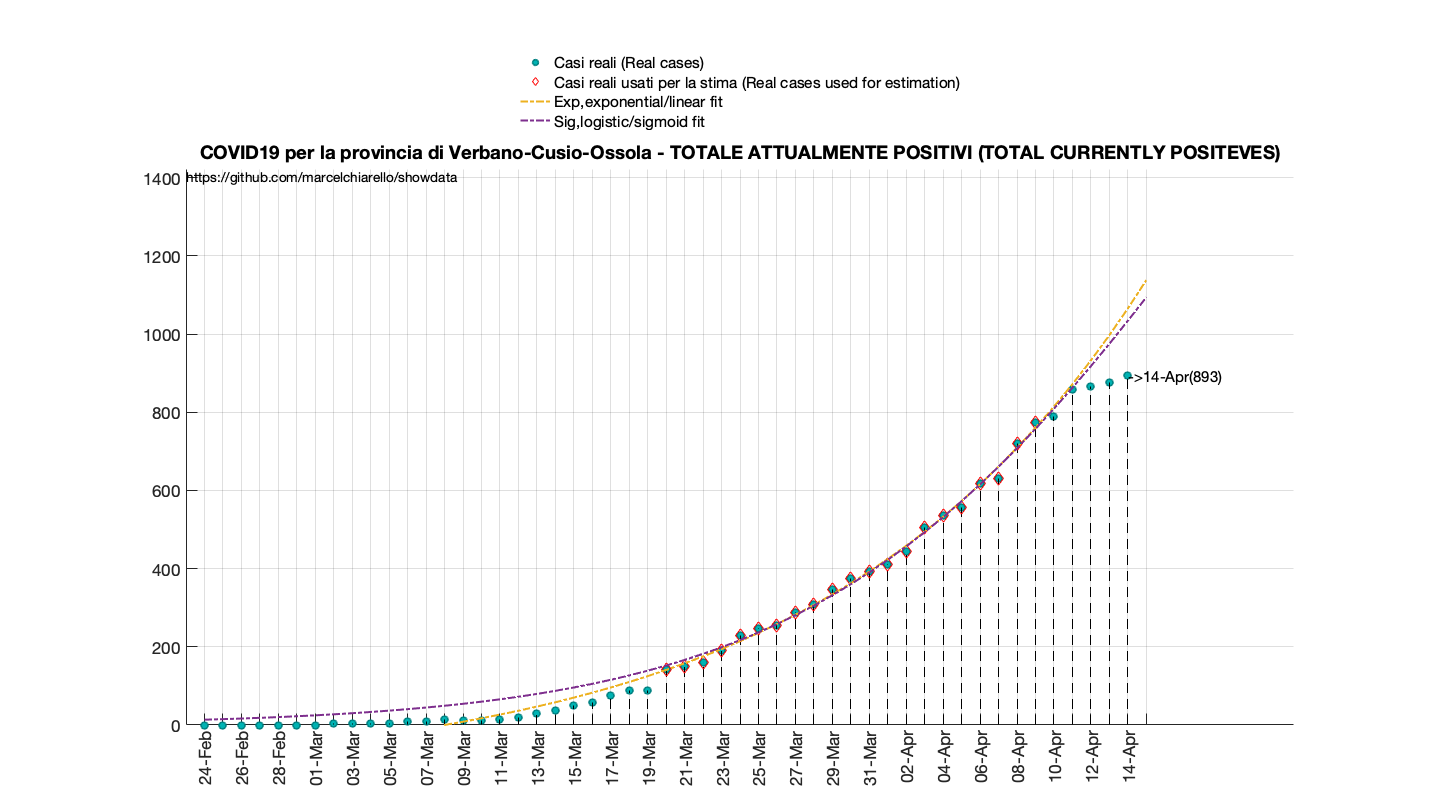 Casi reali (Real cases)
Casi reali usati per la stima (Real cases used for estimation)
Exp,exponential/linear fit
Sig,logistic/sigmoid fit
COVID19 per la provincia di Verbano-Cusio-Ossola - TOTALE ATTUALMENTE POSITIVI (TOTAL CURRENTLY POSITEVES)
1400
https://github.com/marcelchiarello/showdata
1200
1000
800
600
400
200
0
->14-Apr(893)
24-Feb
26-Feb
28-Feb
01-Mar
03-Mar
05-Mar
07-Mar
09-Mar
11-Mar
13-Mar
15-Mar
17-Mar
19-Mar
21-Mar
23-Mar
25-Mar
27-Mar
29-Mar
31-Mar
02-Apr
04-Apr
06-Apr
08-Apr
10-Apr
12-Apr
14-Apr